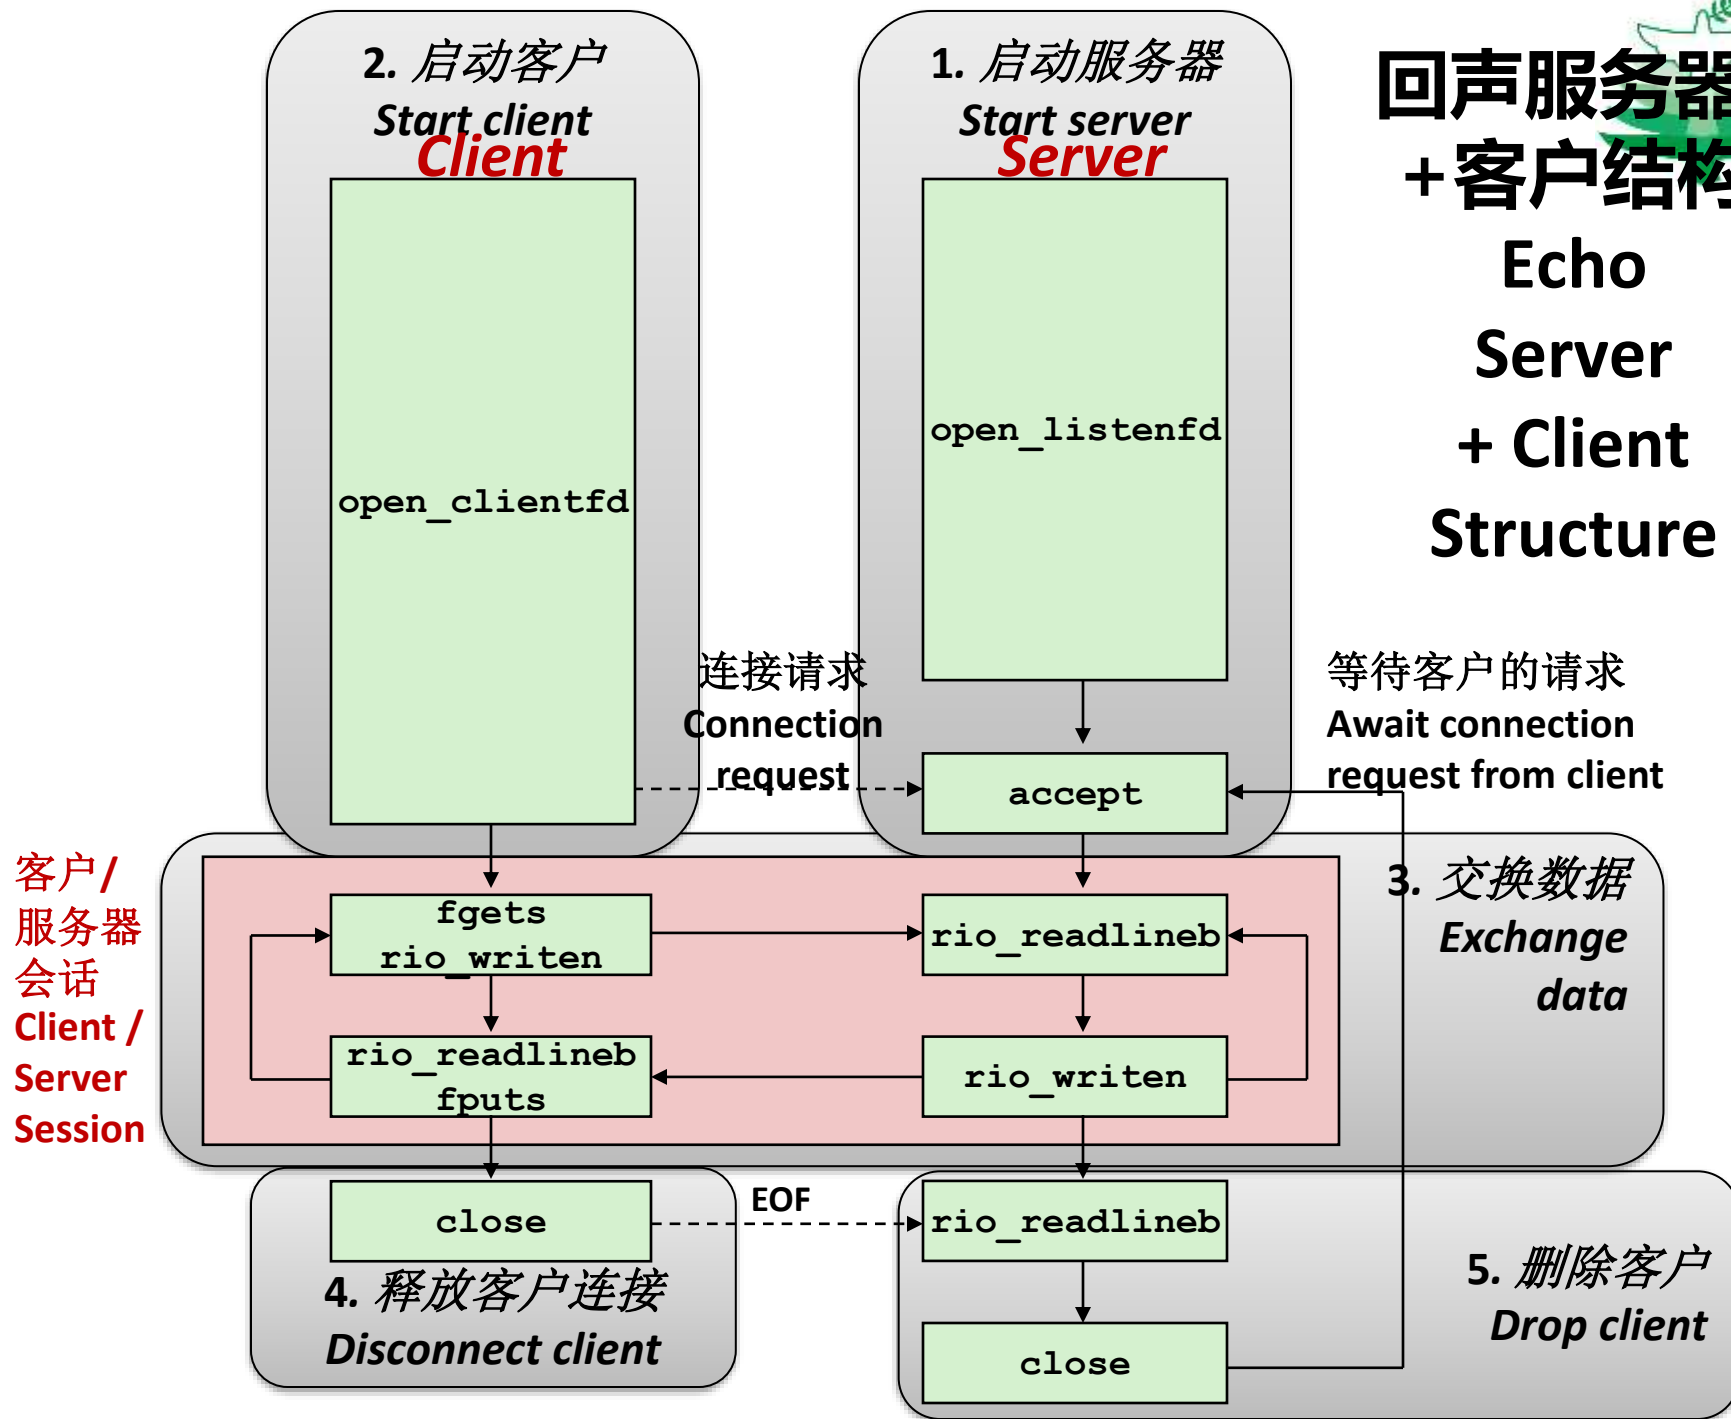 2. 启动客户
Start client
Client
open_clientfd
1. 启动服务器
Start server
Server
open_listenfd
回声服务器
+客户结构
Echo
Server
+ Client
Structure
连接请求
Connection
request
accept
等待客户的请求
Await connection
request from client
客户/
服务器
会话
Client /
Server
Session
fgets
rio_writen
rio_readlineb
rio_readlineb
fputs
rio_writen
3. 交换数据
Exchange
data
close
EOF
rio_readlineb
4. 释放客户连接
Disconnect client
close
5. 删除客户
Drop client